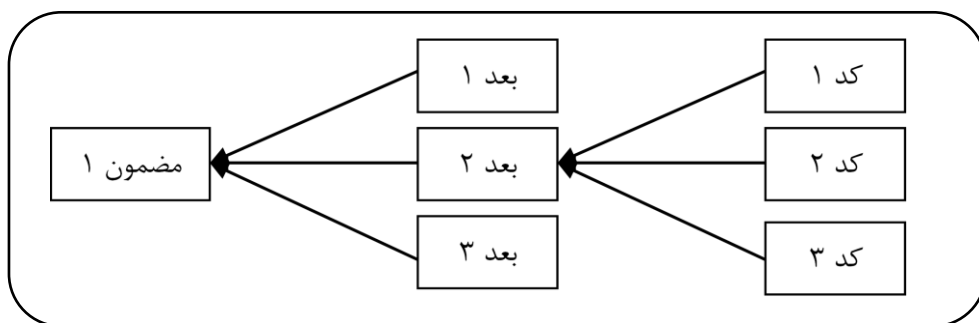 کد ۱
کد ۲
کد ۳
بعد ۱
بعد ۲
بعد ۳
مضمون ۱